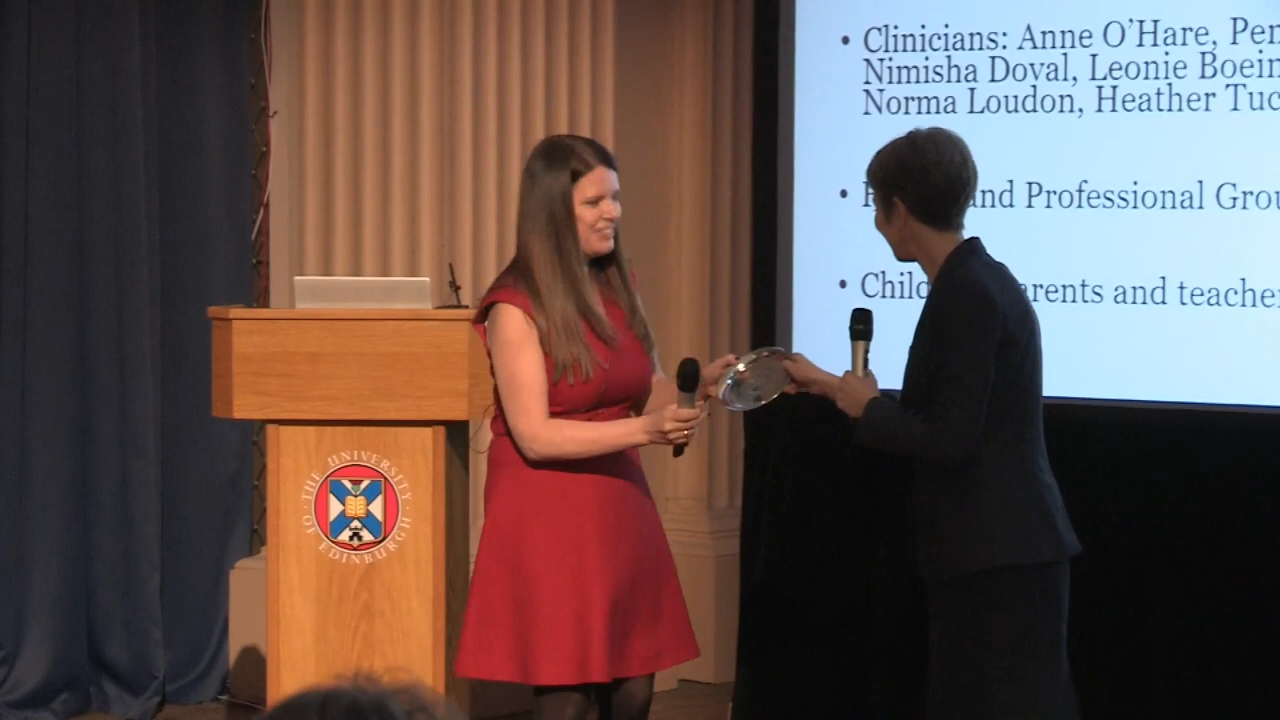 • Clinicians: Anne O'Hare, Pen
Nimisha Doval, Leonie Boein
Norma Loudon, Heather Tuc
• and Professional Grou
• Child arents and teache
THE UNIVERSITY
OF EDINBURGH